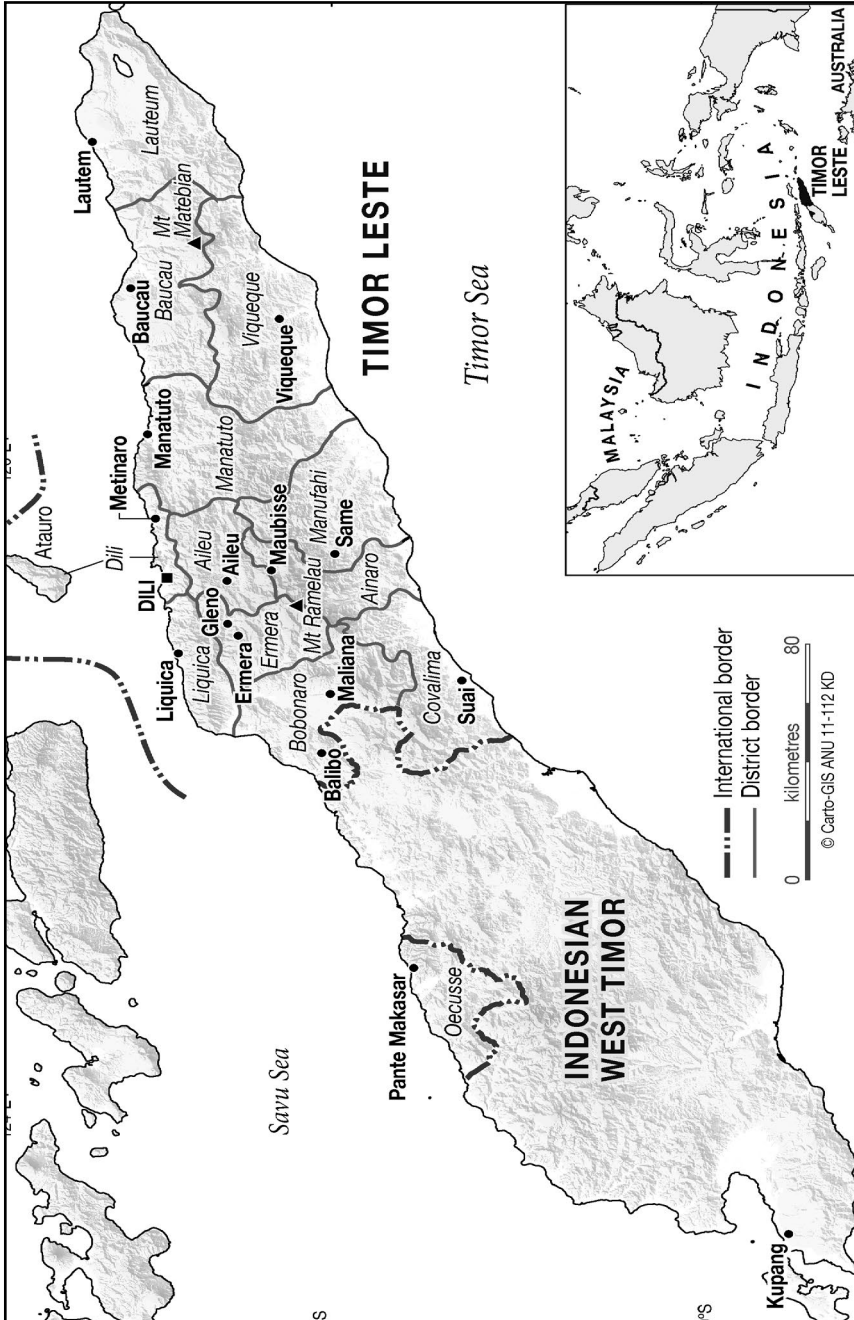 Atauro
Dili
Metinaro
DILI
Manatuto
Baucau
Lautem
Lauteum
Baucau
Mt
Matebian
Liquica
Liquica
Gleno
Aileu
Aileu
Manatuto
Ermera
Ermera
Maubisse
Viqueque
Viqueque
Mt Ramelau
Manufahi
Same
Ainaro
Bobonaro
Maliana
Balibo
Covalima
Suai
TIMOR LESTE
Savu Sea
Timor Sea
Pante Makasar
Oecusse
INDONESIAN
WEST TIMOR
Kupang
International border
District border
0
kilometres
80
© Carto-GIS ANU 11-112 KD
MALAYSIA
INDONESIA
TIMOR
LESTE
AUSTRALIA